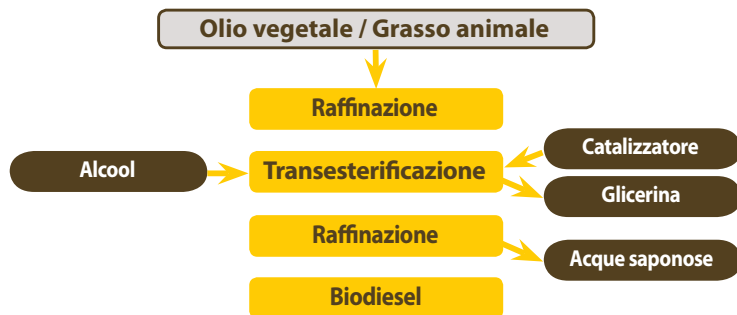 Olio vegetale / Grasso animale
Raffinazione
Catalizzatore
Alcool
Transesterificazione
Glicerina
Raffinazione
Acque saponose
Biodiesel